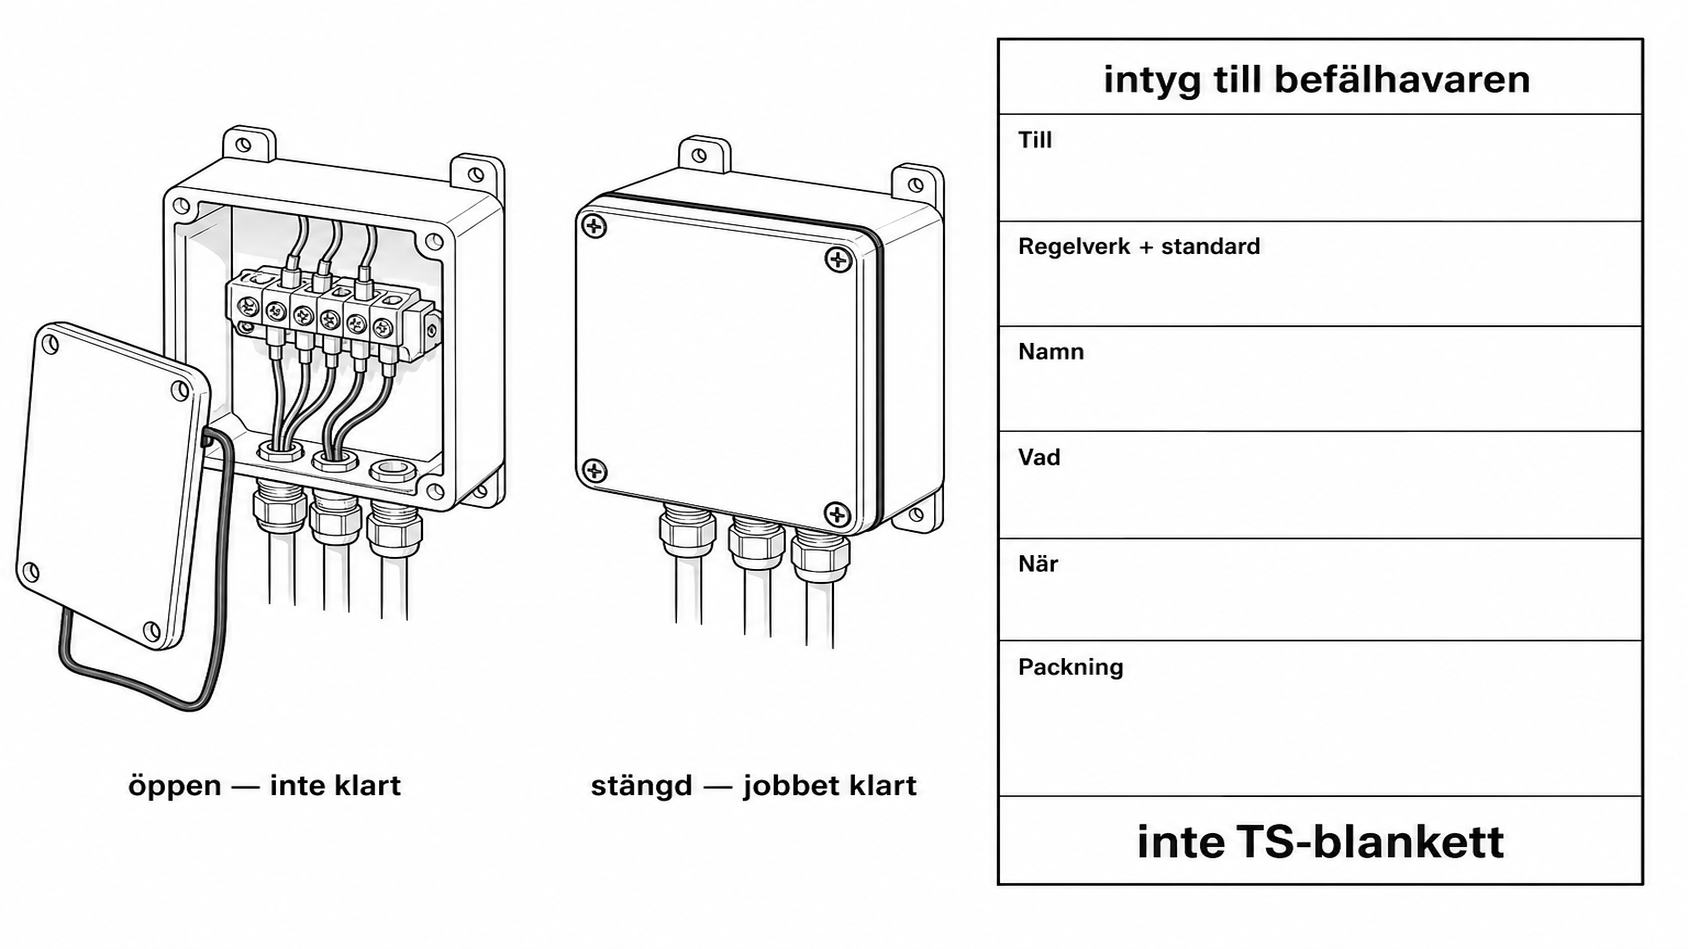 öppen — inte klart
stängd — jobbet klart
intyg till befälhavaren
Till
Regelverk + standard
Namn
Vad
När
Packning
inte TS-blankett